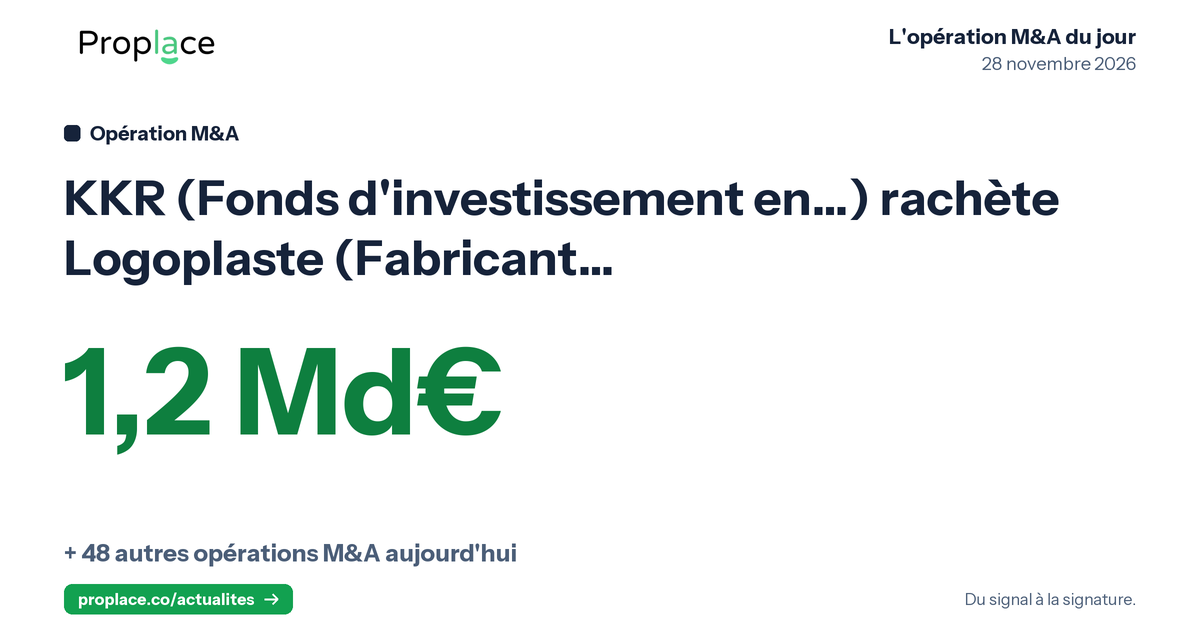 Proplace
L'opération M&A du jour
28 novembre 2026
Opération M&A
KKR (Fonds d'investissement en...) rachète
Logoplaste (Fabricant...
1,2 Md€
+ 48 autres opérations M&A aujourd'hui
proplace.co/actualites →
Du signal à la signature.